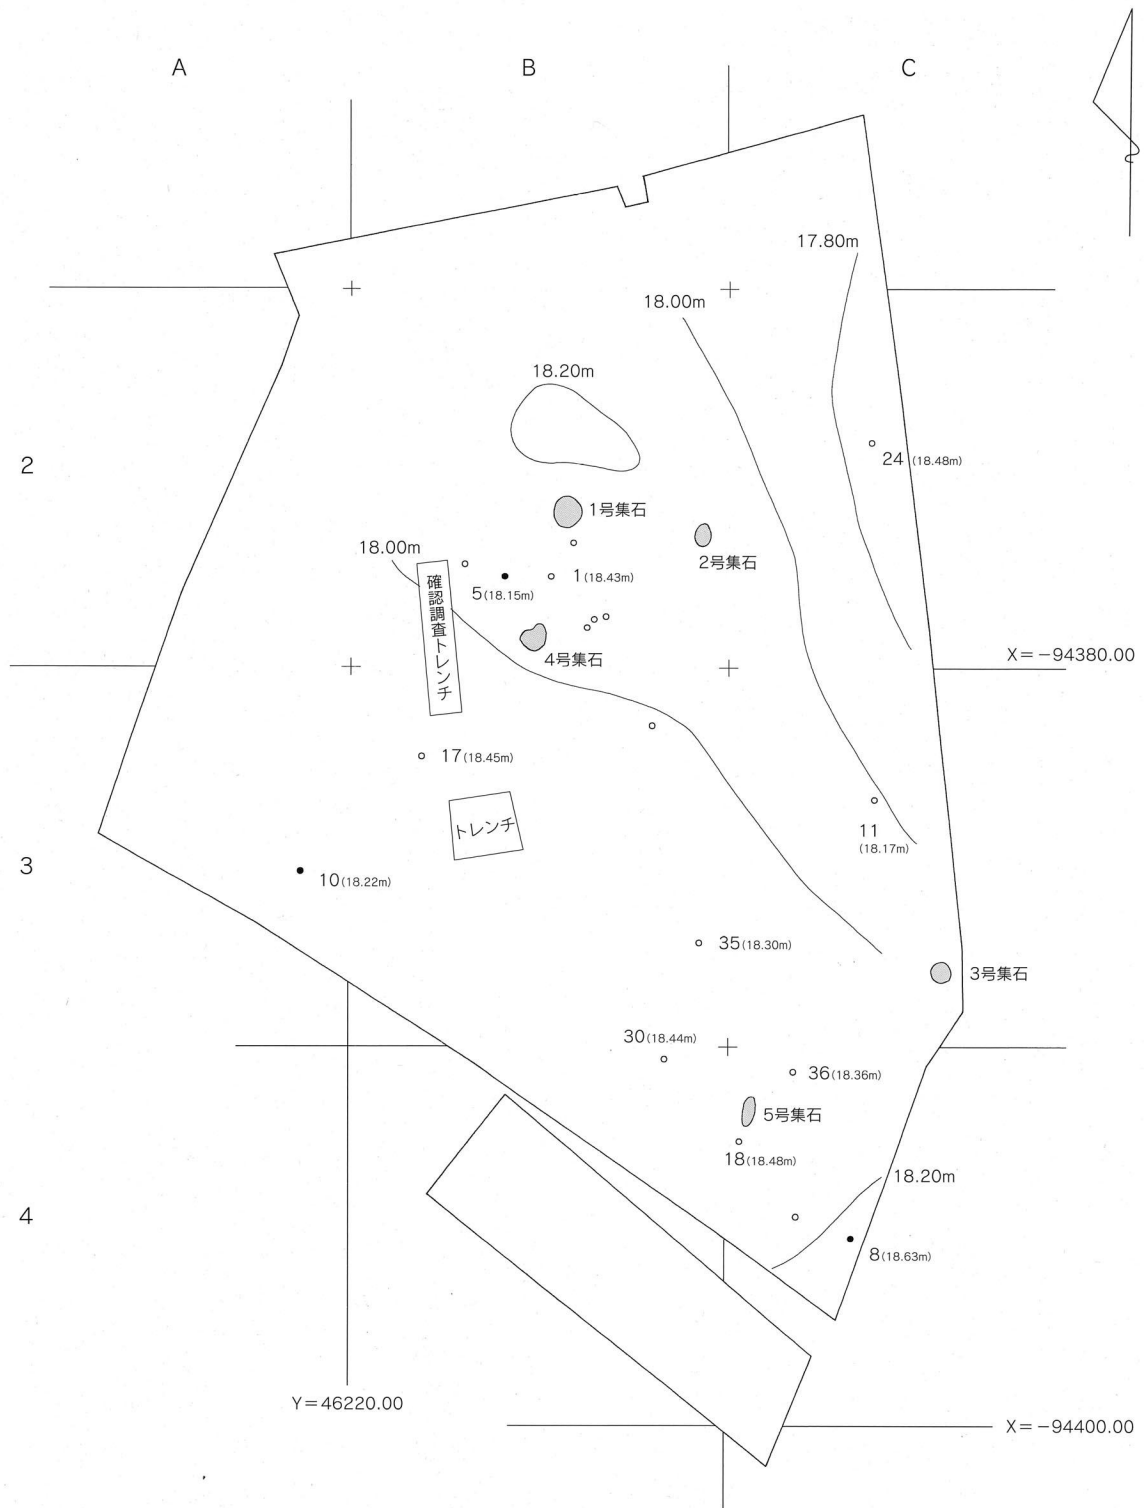 A
B
C
17.80m
18.00m
18.20m
2
24(18.48m)
1号集石
2号集石
18.00m
1(18.43m)
5(18.15m)
確認調査トレンチ
4号集石
X=-94380.00
17(18.45m)
トレンチ
11
(18.17m)
3
10(18.22m)
35(18.30m)
3号集石
30(18.44m)
36(18.36m)
5号集石
18(18.48m)
18.20m
4
8(18.63m)
Y=46220.00
X=-94400.00